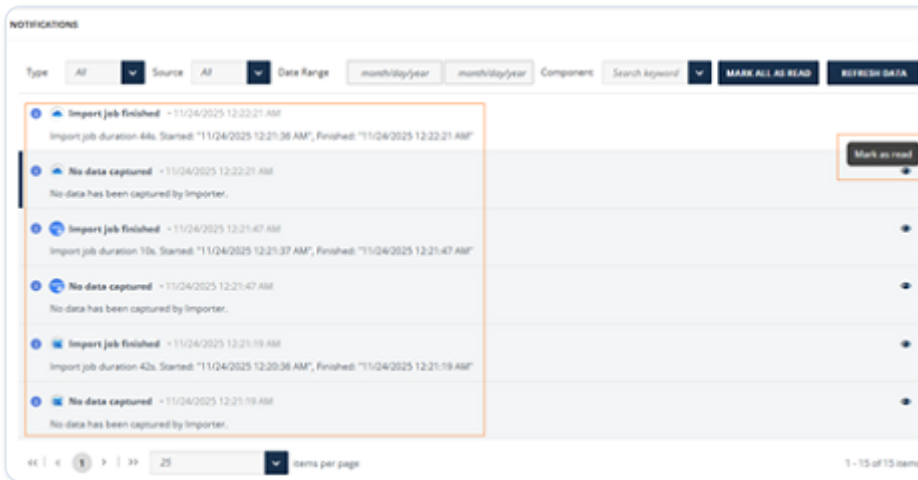 NOTIFICATIONS
Type All Source All Date Range month/day/year month/day/year Component Search keyword MARK ALL AS READ REFRESH DATA
Import job finished • 11/24/2025 12:22:21 AM
Import job duration 44s. Started: "11/24/2025 12:21:36 AM", Finished: "11/24/2025 12:22:21 AM"
Mark as read
No data captured • 11/24/2025 12:22:21 AM
No data has been captured by Importer.
Import job finished • 11/24/2025 12:21:47 AM
Import job duration 10s. Started: "11/24/2025 12:21:37 AM", Finished: "11/24/2025 12:21:47 AM"
No data captured • 11/24/2025 12:21:47 AM
No data has been captured by Importer.
Import job finished • 11/24/2025 12:21:19 AM
Import job duration 42s. Started: "11/24/2025 12:20:36 AM", Finished: "11/24/2025 12:21:19 AM"
No data captured • 11/24/2025 12:21:19 AM
No data has been captured by Importer.
<< | < 1 > | >> 25 items per page 1 - 15 of 15 items